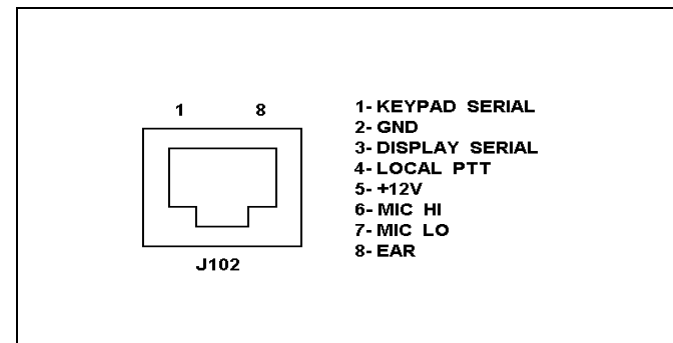 1 8
J102
1- KEYPAD SERIAL
2- GND
3- DISPLAY SERIAL
4- LOCAL PTT
5- +12V
6- MIC HI
7- MIC LO
8- EAR